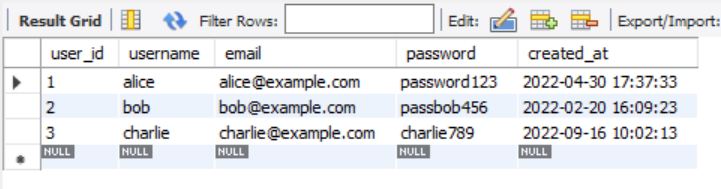 Result Grid Filter Rows: Edit: Export/Import:
user_id username email password created_at
1 alice alice@example.com password123 2022-04-30 17:37:33
2 bob bob@example.com passbob456 2022-02-20 16:09:23
3 charlie charlie@example.com charlie789 2022-09-16 10:02:13
NULL NULL NULL NULL NULL